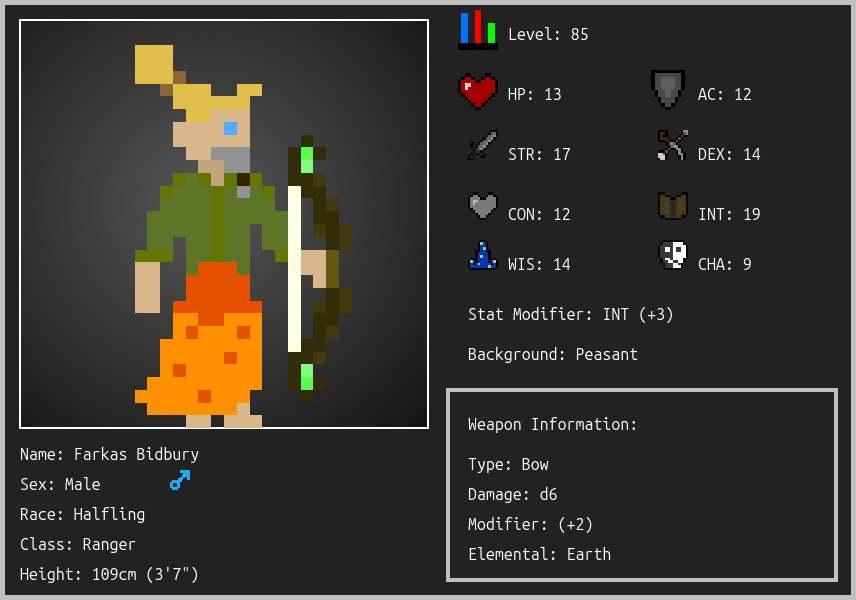 Level: 85
HP: 13
AC: 12
STR: 17
DEX: 14
CON: 12
INT: 19
WIS: 14
CHA: 9
Stat Modifier: INT (+3)
Background: Peasant
Weapon Information:
Type: Bow
Damage: d6
Modifier: (+2)
Elemental: Earth
Name: Farkas Bidbury
Sex: Male
Race: Halfling
Class: Ranger
Height: 109cm (3'7")